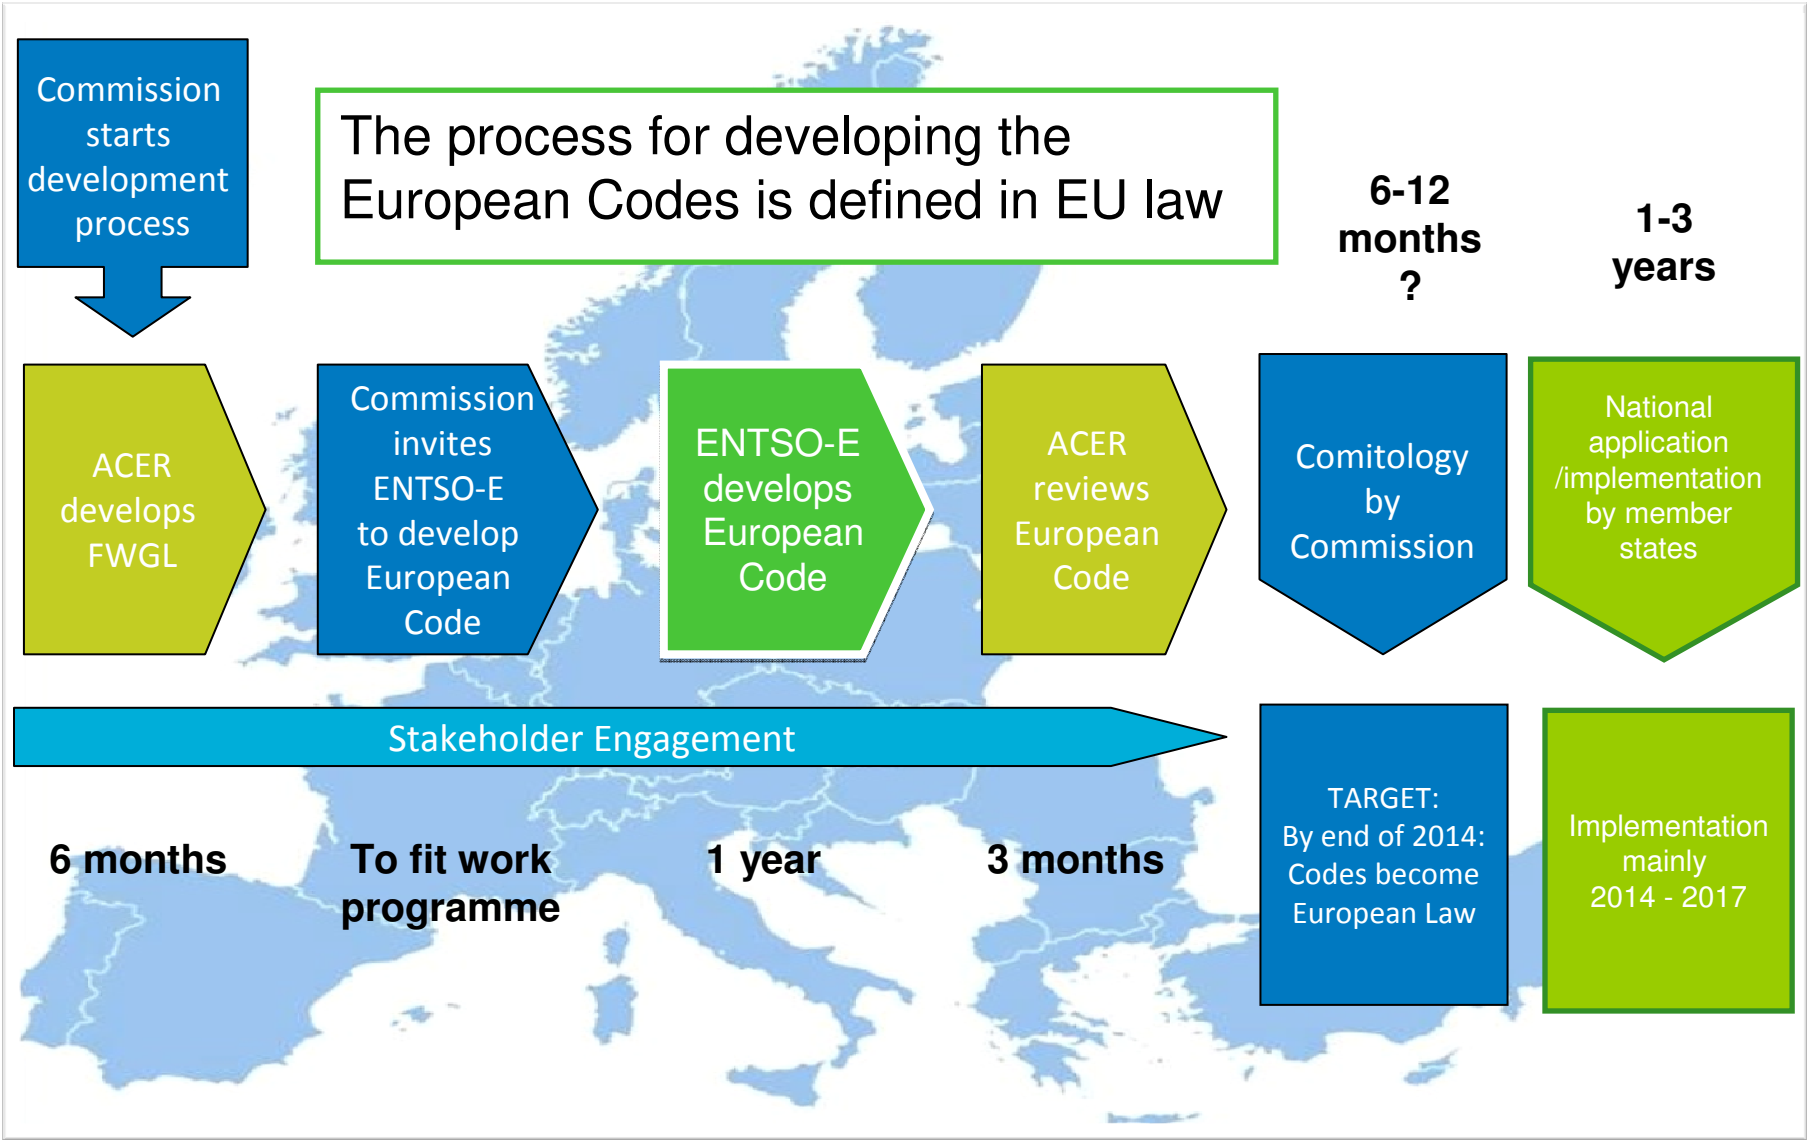 Commission
starts
development
process
The process for developing the
European Codes is defined in EU law
6-12
months
?
1-3
years
ACER
develops
FWGL
Commission
invites
ENTSO-E
to develop
European
Code
ENTSO-E
develops
European
Code
ACER
reviews
European
Code
Comitology
by
Commission
National
application
/implementation
by member
states
Stakeholder Engagement
6 months
To fit work
programme
1 year
3 months
TARGET:
By end of 2014:
Codes become
European Law
Implementation
mainly
2014 - 2017